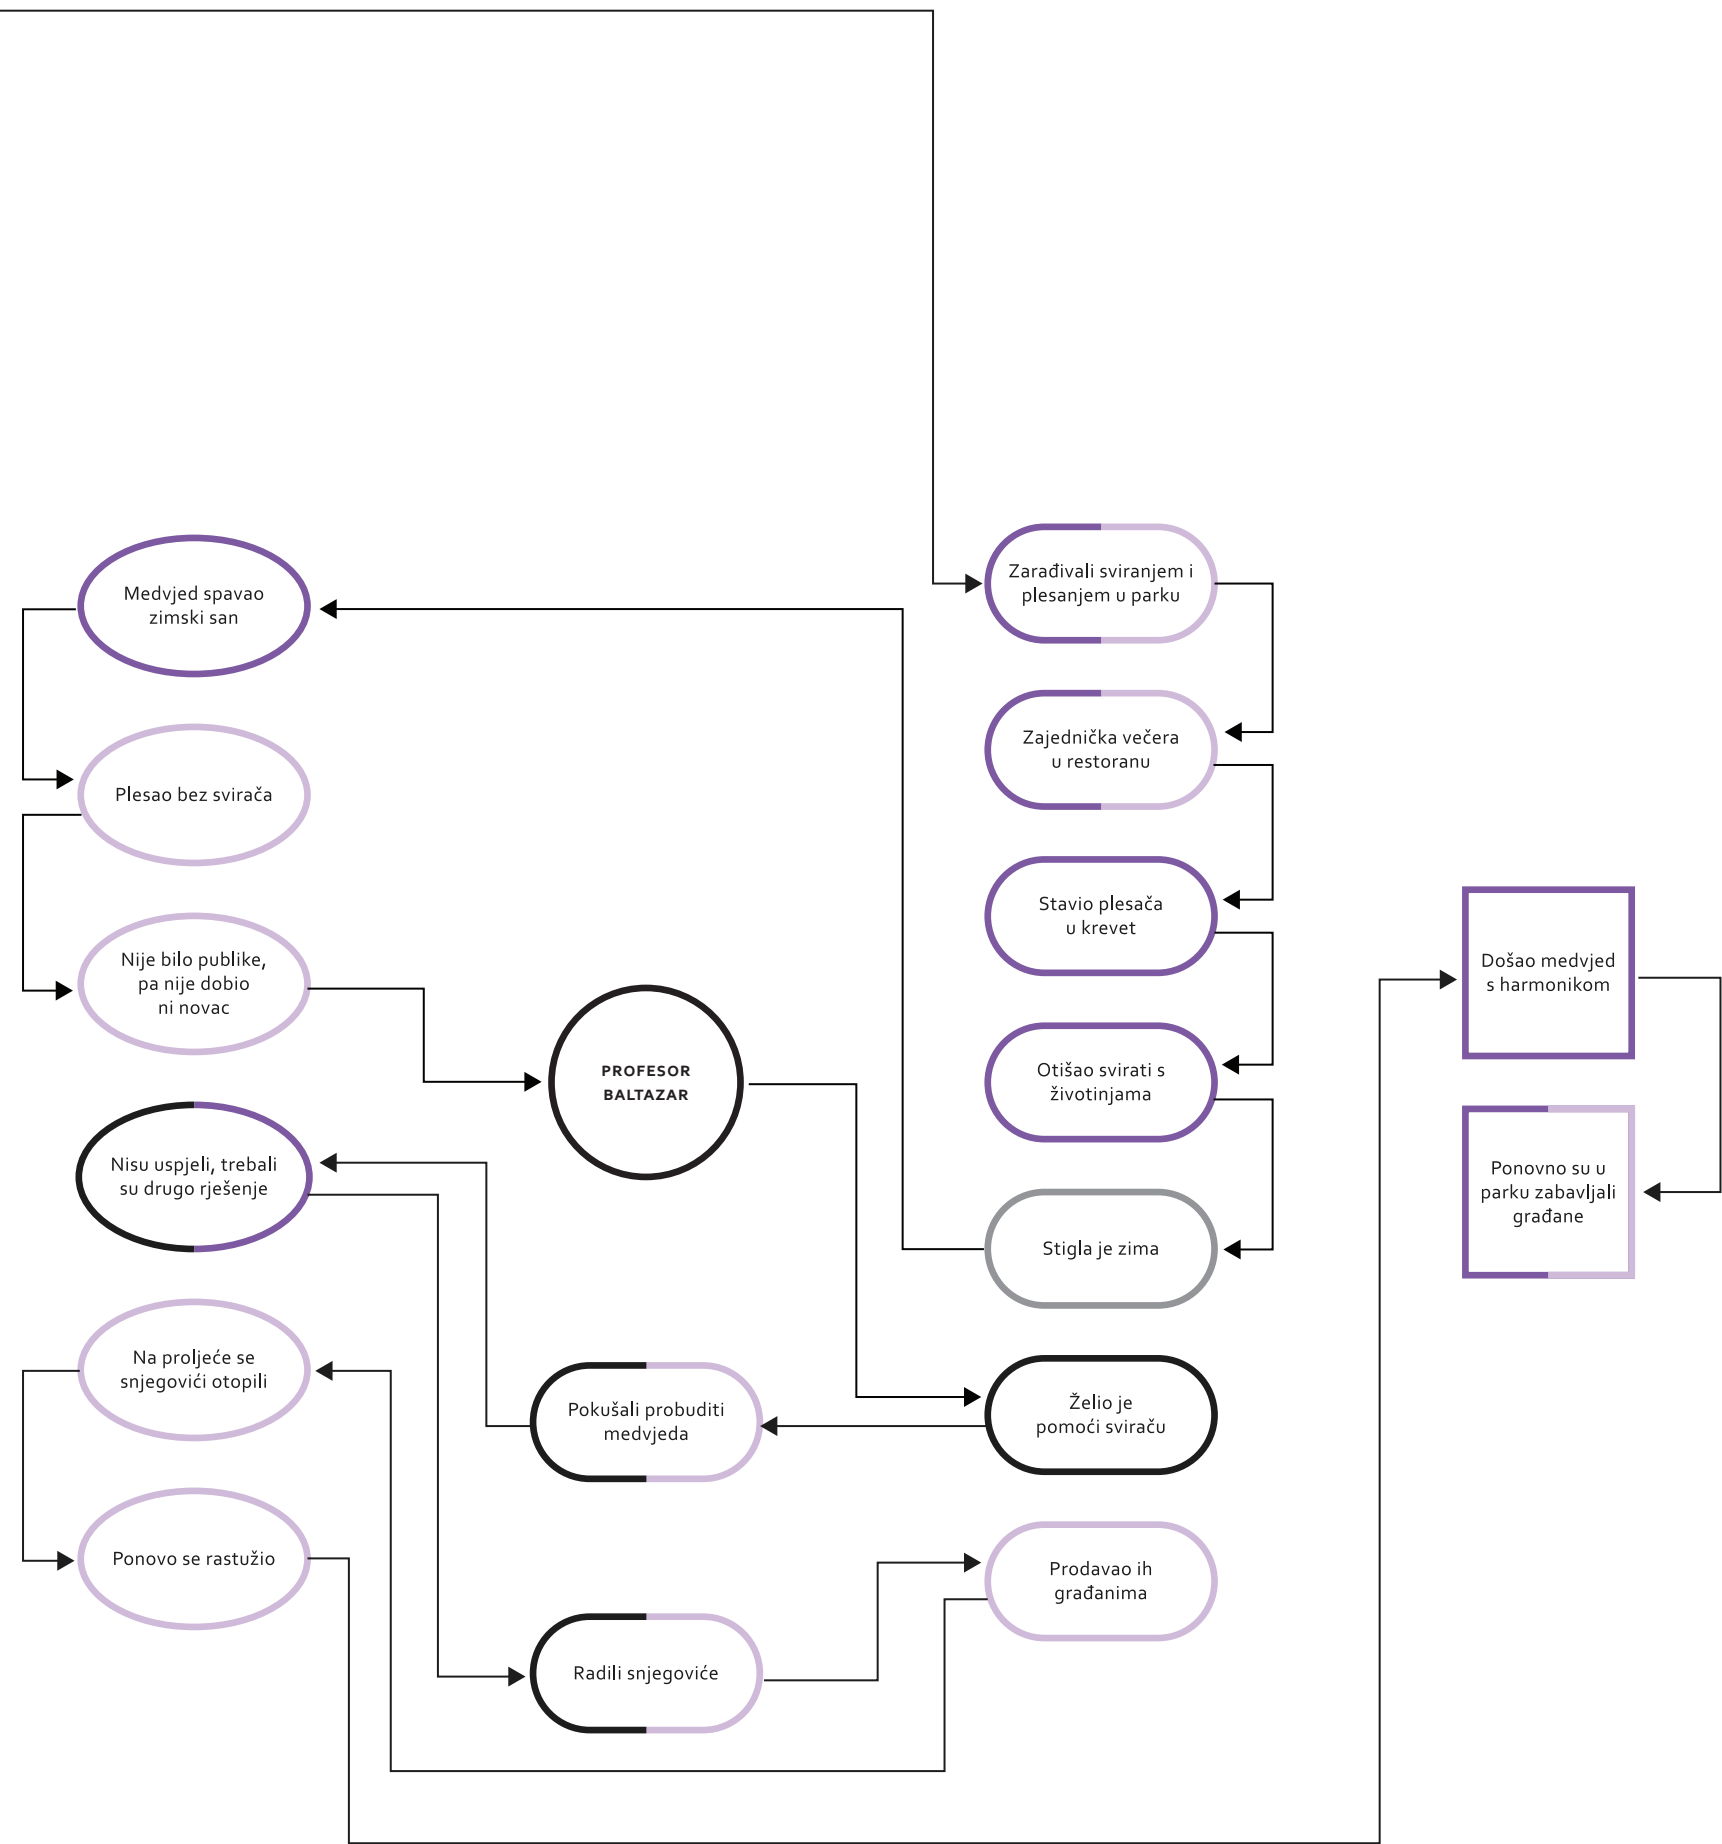 Zarađivali sviranjem i
plesanjem u parku
Zajednička večera
u restoranu
Stavio plesača
u krevet
Otišao svirati s
životinjama
Stigla je zima
Medvjed spavao
zimski san
Plesao bez svirača
Nije bilo publike,
pa nije dobio
ni novac
PROFESOR
BALTAZAR
Želio je
pomoći sviraču
Pokušali probuditi
medvjeda
Nisu uspjeli, trebali
su drugo rješenje
Radili snjegoviće
Prodavao ih
građanima
Na proljeće se
snjegovići otopili
Ponovo se rastužio
Došao medvjed
s harmonikom
Ponovno su u
parku zabavljali
građane